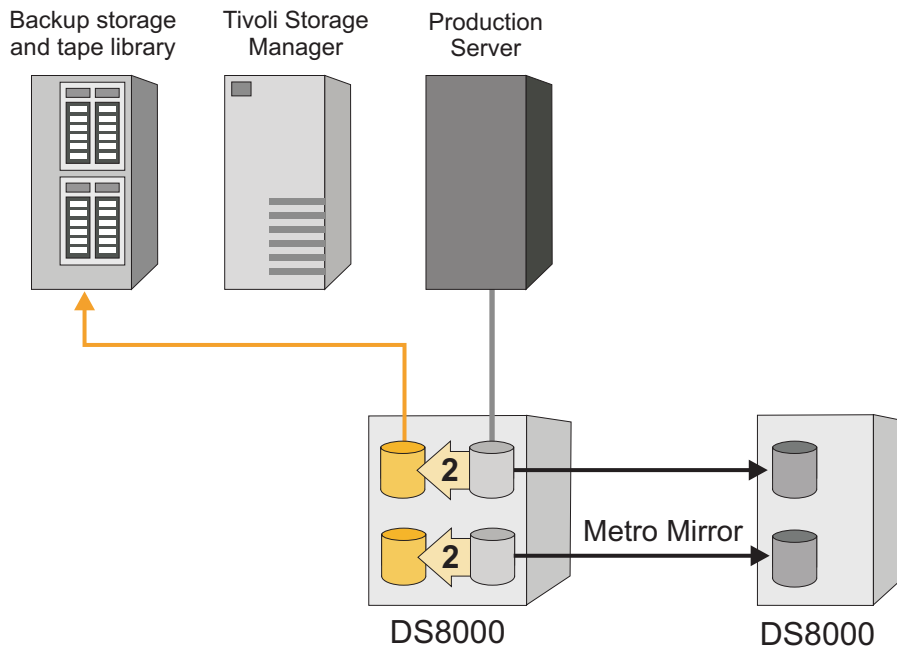 Backup storage
and tape library
Tivoli Storage
Manager
Production
Server
2
2
Metro Mirror
DS8000
DS8000